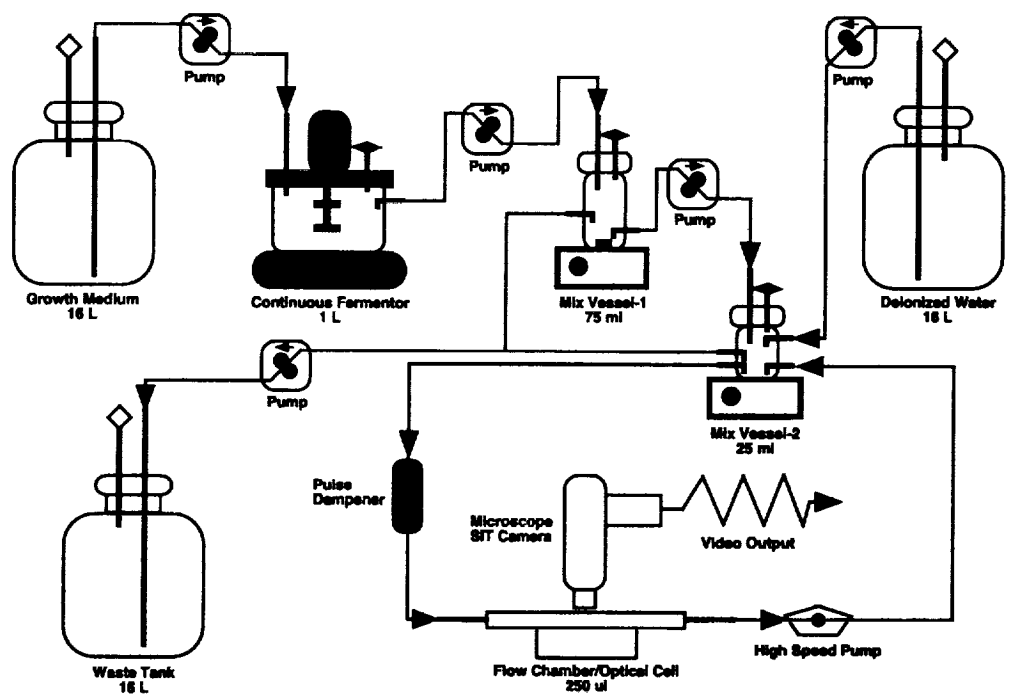 Pump
Pump
Pump
Pump
Growth Medium
16 L
Continuous Fermentor
1 L
Mix Vessel-1
75 ml
Deionized Water
16 L
Pump
Mix Vessel-2
25 ml
Pulse
Dampener
Microscope
SIT Camera
Video Output
Waste Tank
16 L
Flow Chamber/Optical Cell
250 ul
High Speed Pump